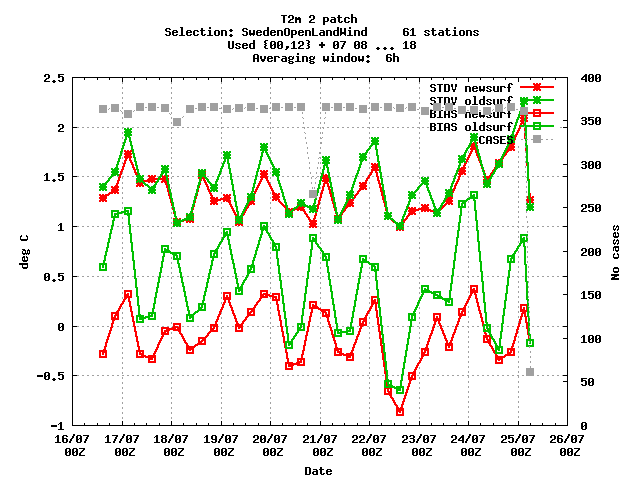 T2m 2 patch
Selection: SwedenOpenLandWind     61 stations
Used {00,12} + 07 08 ... 18
Averaging window:  6h
STDV newsurf
STDV oldsurf
BIAS newsurf
BIAS oldsurf
CASES
2.5
2
1.5
1
0.5
0
-0.5
-1
deg C
400
350
300
250
200
150
100
50
0
No cases
16/07 17/07 18/07 19/07 20/07 21/07 22/07 23/07 24/07 25/07 26/07
00Z 00Z 00Z 00Z 00Z 00Z 00Z 00Z 00Z 00Z 00Z
Date